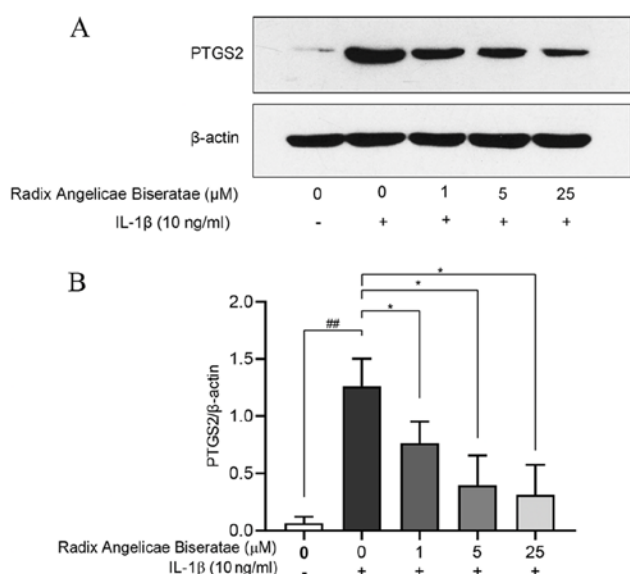 A
PTGS2
β-actin
Radix Angelicae Biseratae (μM) 0 0 1 5 25
IL-1β (10 ng/ml) - + + + +
B
*
*
*
##
2.0
1.5
1.0
0.5
0.0
PTGS2/β-actin
Radix Angelicae Biseratae (μM) 0 0 1 5 25
IL-1β (10 ng/ml) - + + + +